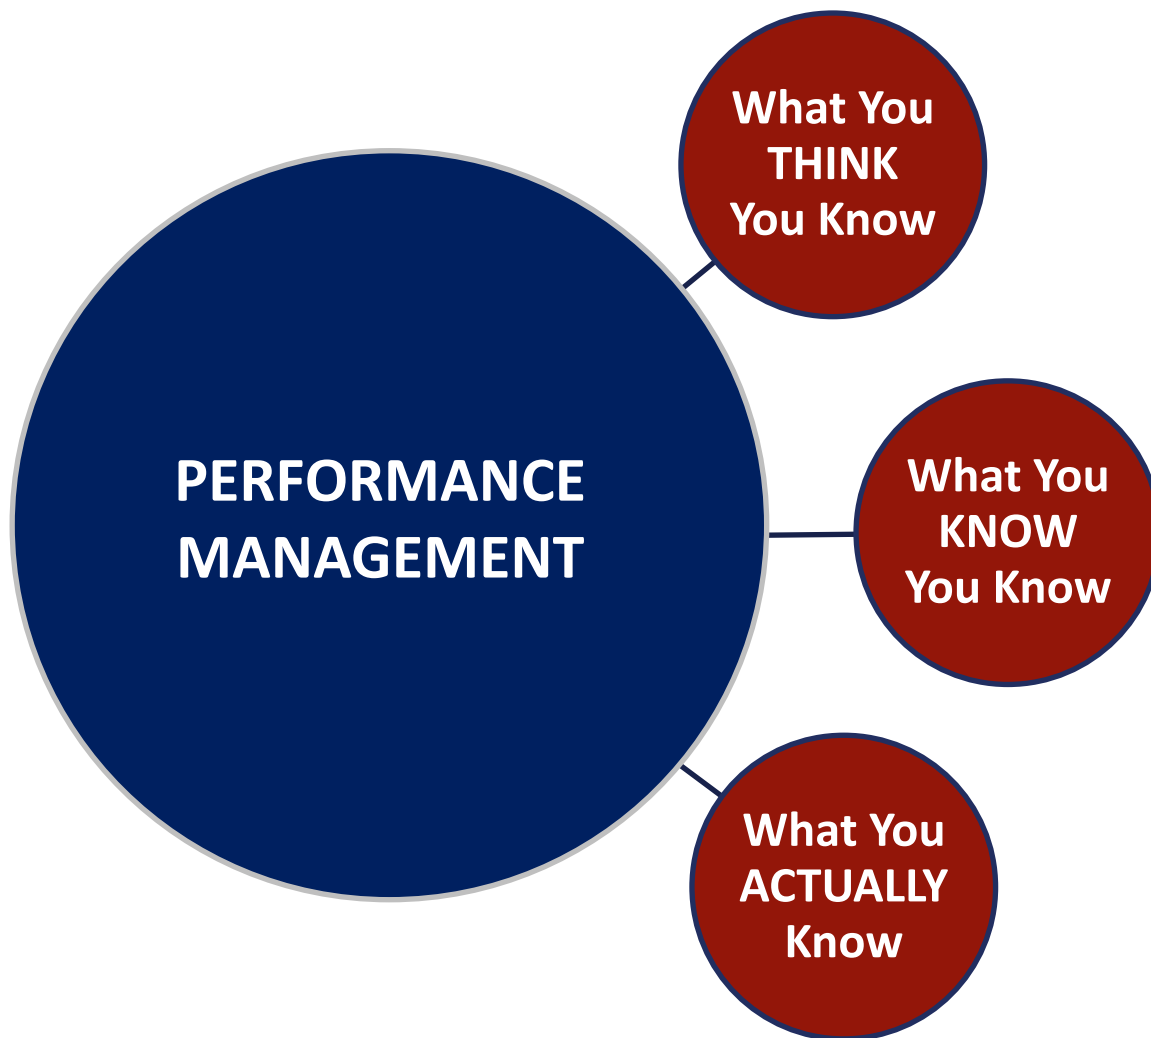 PERFORMANCE
MANAGEMENT
What You
THINK
You Know
What You
KNOW
You Know
What You
ACTUALLY
Know